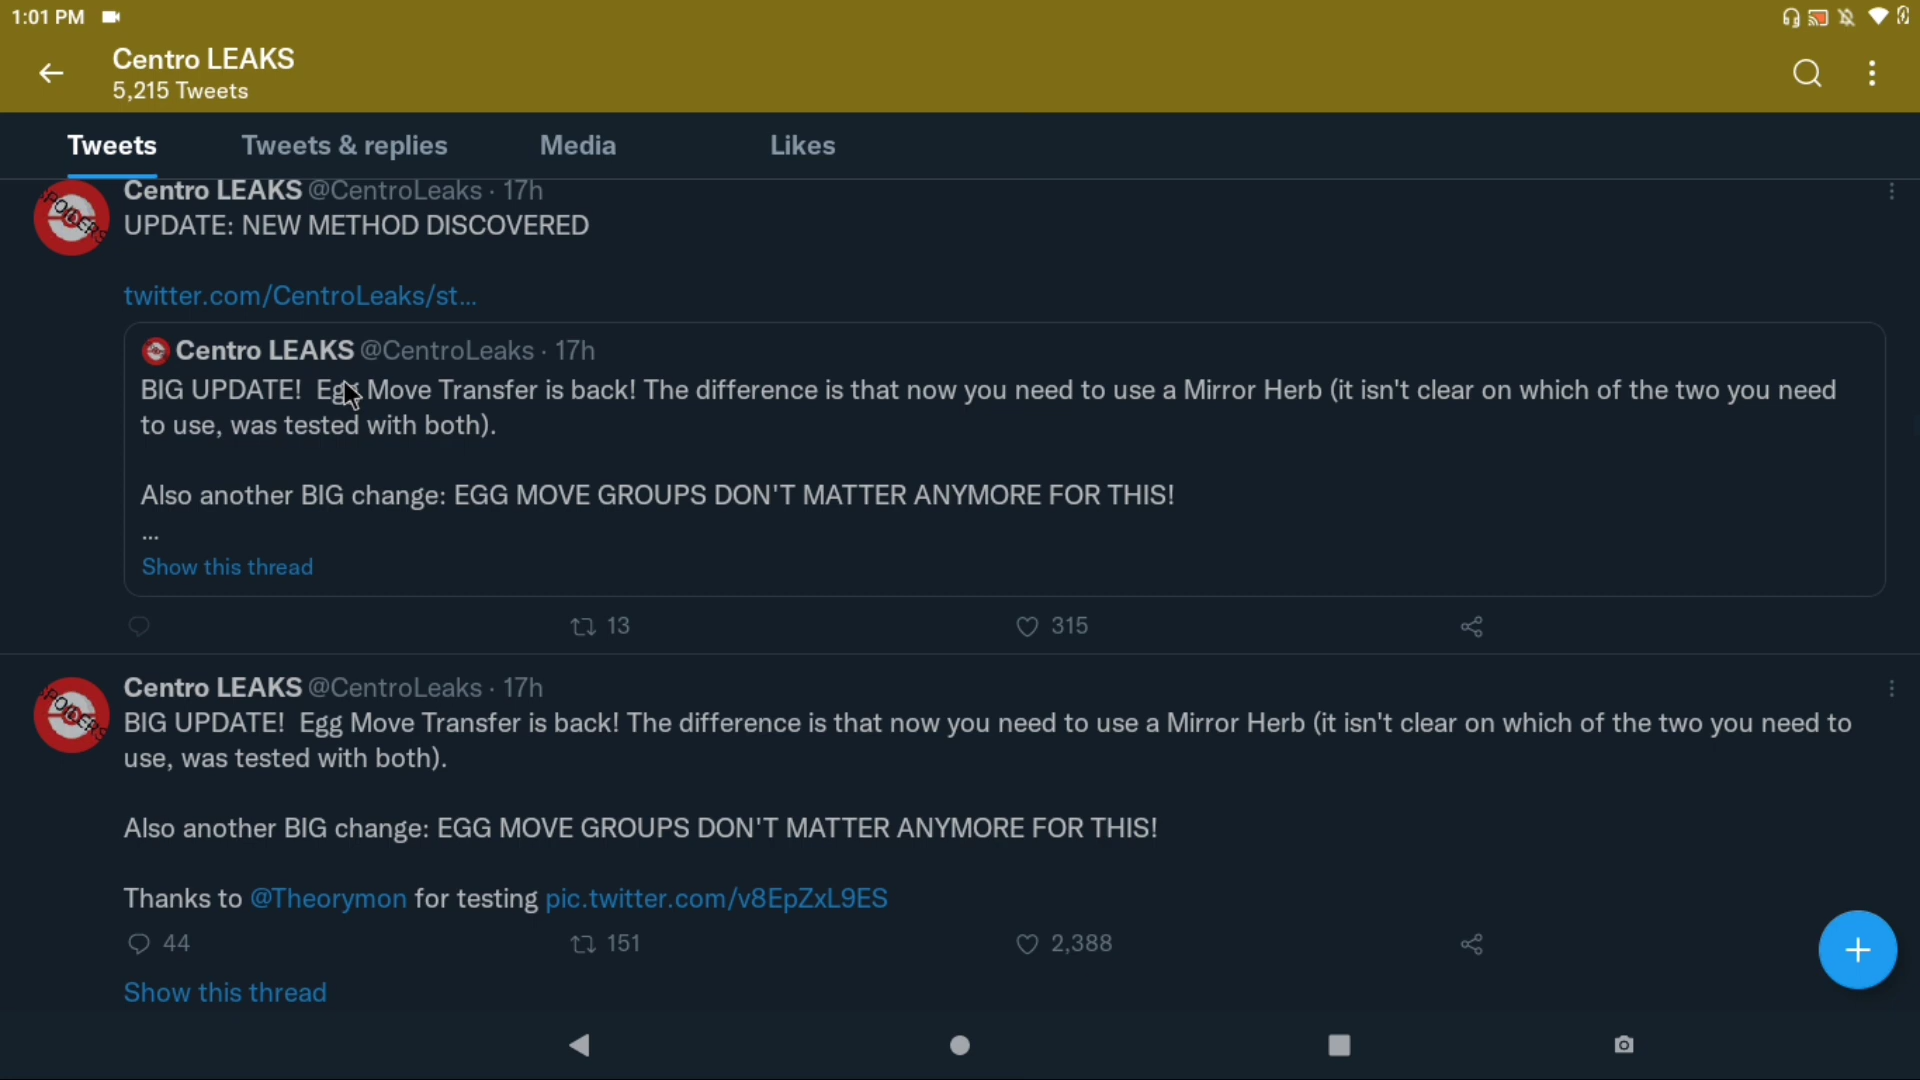 1:01 PM
Centro LEAKS
5,215 Tweets
Tweets
Tweets & replies
Media
Likes
Centro LEAKS @CentroLeaks · 17h
UPDATE: NEW METHOD DISCOVERED
twitter.com/CentroLeaks/st...
Centro LEAKS @CentroLeaks · 17h
BIG UPDATE! Egg Move Transfer is back! The difference is that now you need to use a Mirror Herb (it isn't clear on which of the two you need
to use, was tested with both).
Also another BIG change: EGG MOVE GROUPS DON'T MATTER ANYMORE FOR THIS!
...
Show this thread
13
315
SPOILERS
Centro LEAKS @CentroLeaks · 17h
BIG UPDATE! Egg Move Transfer is back! The difference is that now you need to use a Mirror Herb (it isn't clear on which of the two you need to
use, was tested with both).
Also another BIG change: EGG MOVE GROUPS DON'T MATTER ANYMORE FOR THIS!
Thanks to @Theorymon for testing pic.twitter.com/v8EpZxL9ES
44
151
2,388
Show this thread